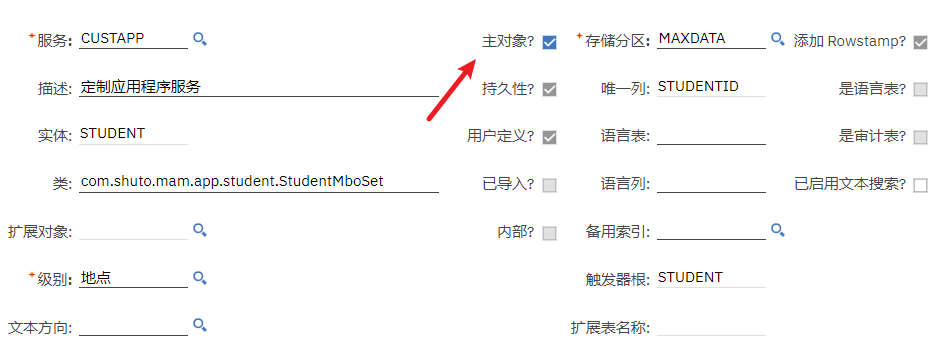 *服务: CUSTAPP 主对象? *存储分区: MAXDATA 添加 Rowstamp?
描述: 定制应用程序服务 持久性? 唯一列: STUDENTID 是语言表?
实体: STUDENT 用户定义? 语言表: 是审计表?
类: com.shuto.mam.app.student.StudentMboSet 已导入? 语言列: 已启用文本搜索?
扩展对象: 内部? 备用索引:
*级别: 地点 触发器根: STUDENT
文本方向: 扩展表名称: